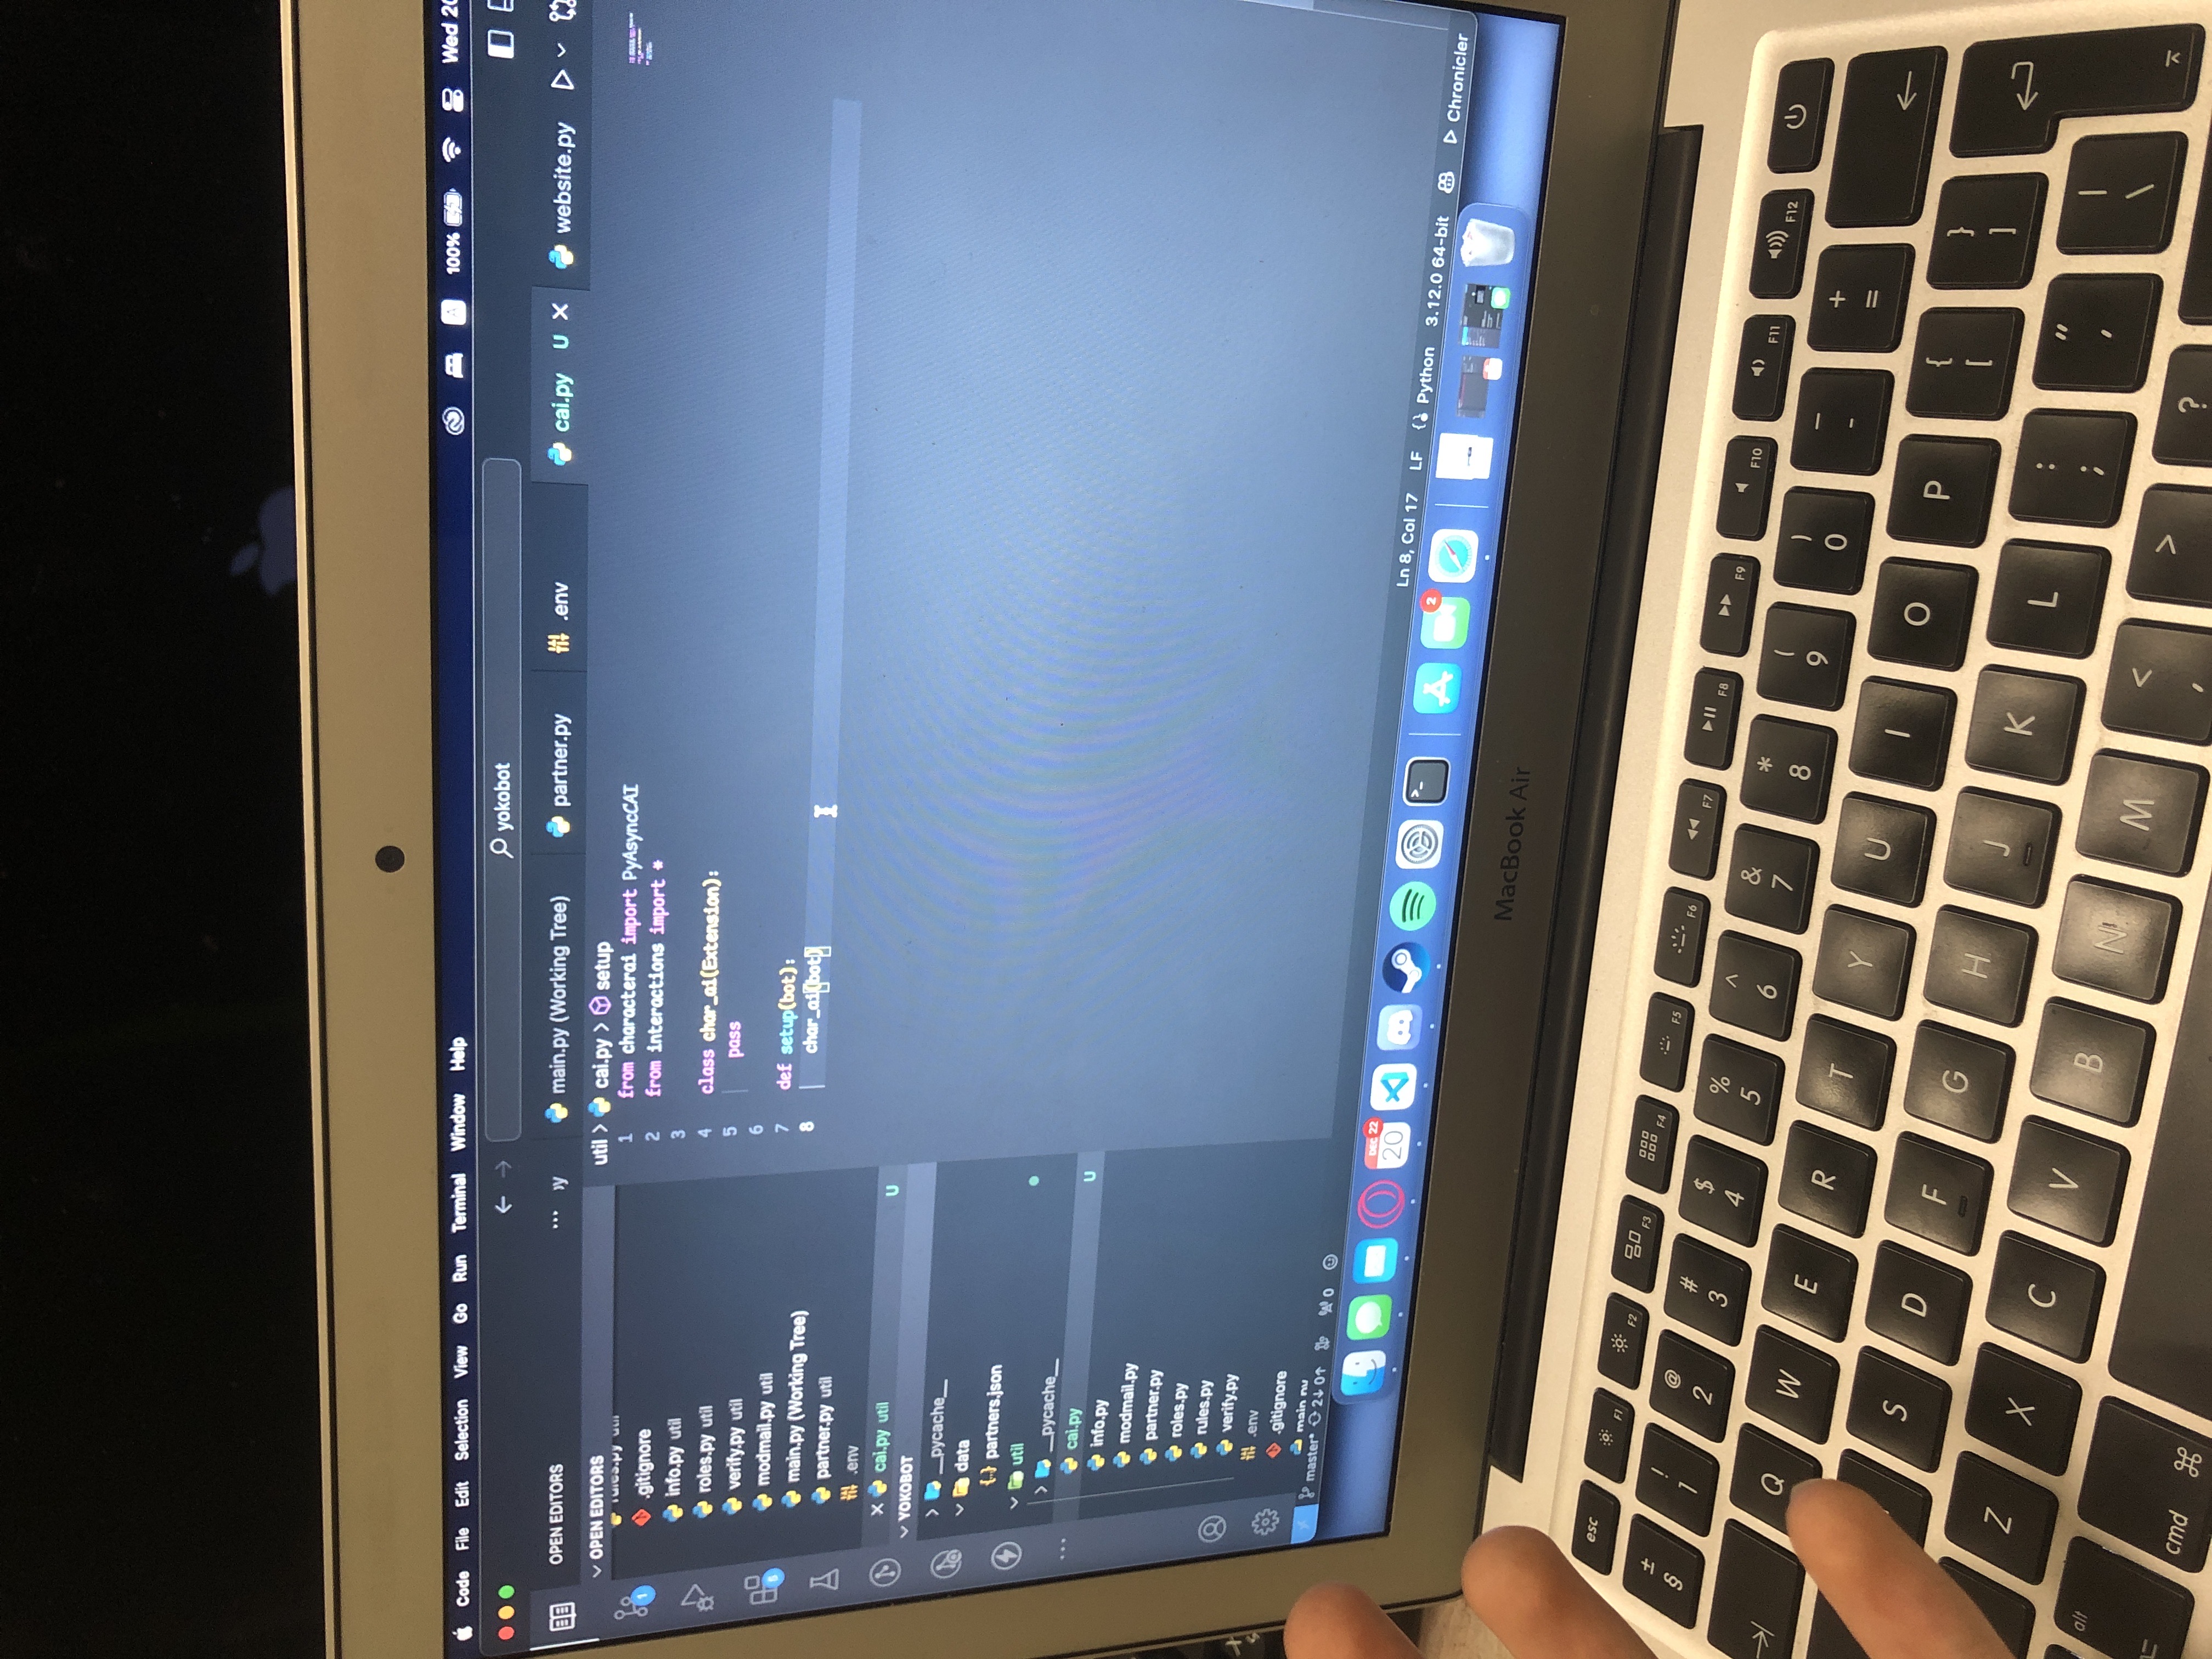 Code File Edit Selection View Go Run Terminal Window Help 100% Wed 20
yokobot
OPEN EDITORS
main.py (Working Tree) partner.py .env cai.py U website.py
OPEN EDITORS
rules.py util
.gitignore
info.py util
roles.py util
verify.py util
modmail.py util
main.py (Working Tree)
partner.py util
.env
cai.py util U
YOKOBOT
__pycache__
data
{..} partners.json
util
__pycache__
cai.py U
info.py
modmail.py
partner.py
roles.py
rules.py
verify.py
.env
.gitignore
main.py
util > cai.py > setup
1 from characterai import PyAsyncCAI
2 from interactions import *
3
4 class char_ai(Extension):
5 pass
6
7 def setup(bot):
8 char_ai(bot)
master* 2↓ 0↑ 0
Ln 8, Col 17 LF Python 3.12.0 64-bit Chronicler
DEC 22
20
2
MacBook Air
esc F1 F2 F3 F4 F5 F6 F7 F8 F9 F10 F11 F12
± § ! 1 @ 2 # 3 $ 4 % 5 ^ 6 & 7 * 8 ( 9 ) 0 _ - + =
Q W E R T Y U I O P { [ } ]
S D F G H J K L : ; " ' | \
Z X C V B N M < , > ?
alt cmd ⌘